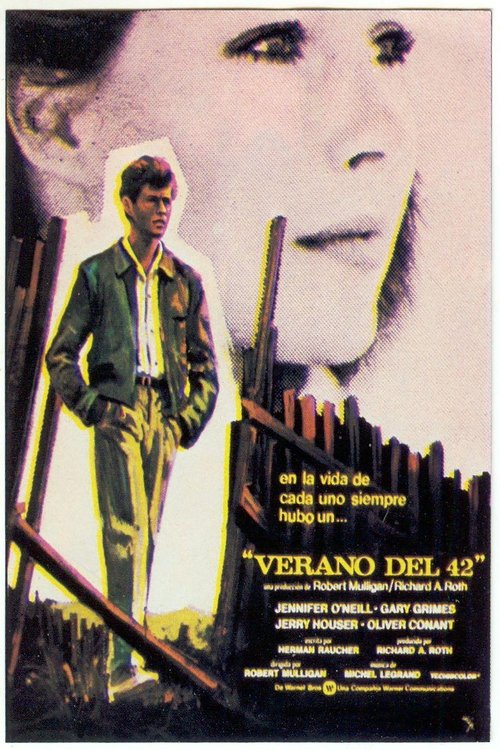 en la vida de
cada uno siempre
hubo un...
"VERANO DEL 42"
una producción de Robert Mulligan/Richard A. Roth
JENNIFER O'NEILL · GARY GRIMES
JERRY HOUSER · OLIVER CONANT
escrita por producida por
HERMAN RAUCHER RICHARD A. ROTH
dirigida por musica de
ROBERT MULLIGAN MICHEL LEGRAND TECHNICOLOR
De Warner Bros W Una Compañia Warner Communications